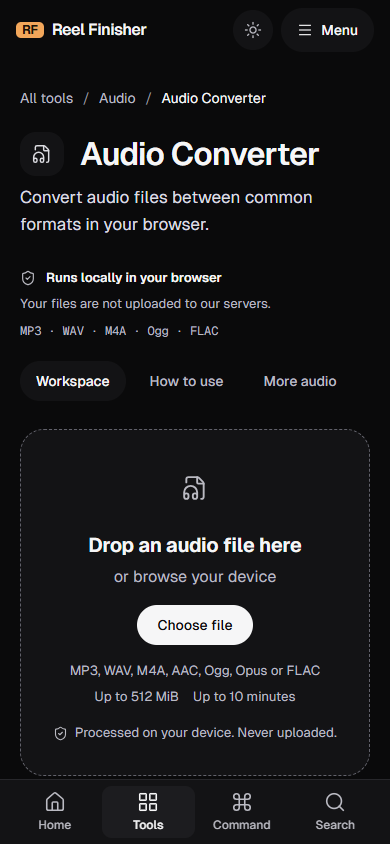 RF Reel Finisher
Menu
All tools / Audio / Audio Converter
Audio Converter
Convert audio files between common
formats in your browser.
Runs locally in your browser
Your files are not uploaded to our servers.
MP3 · WAV · M4A · Ogg · FLAC
Workspace How to use More audio
Drop an audio file here
or browse your device
Choose file
MP3, WAV, M4A, AAC, Ogg, Opus or FLAC
Up to 512 MiB Up to 10 minutes
Processed on your device. Never uploaded.
Home Tools Command Search